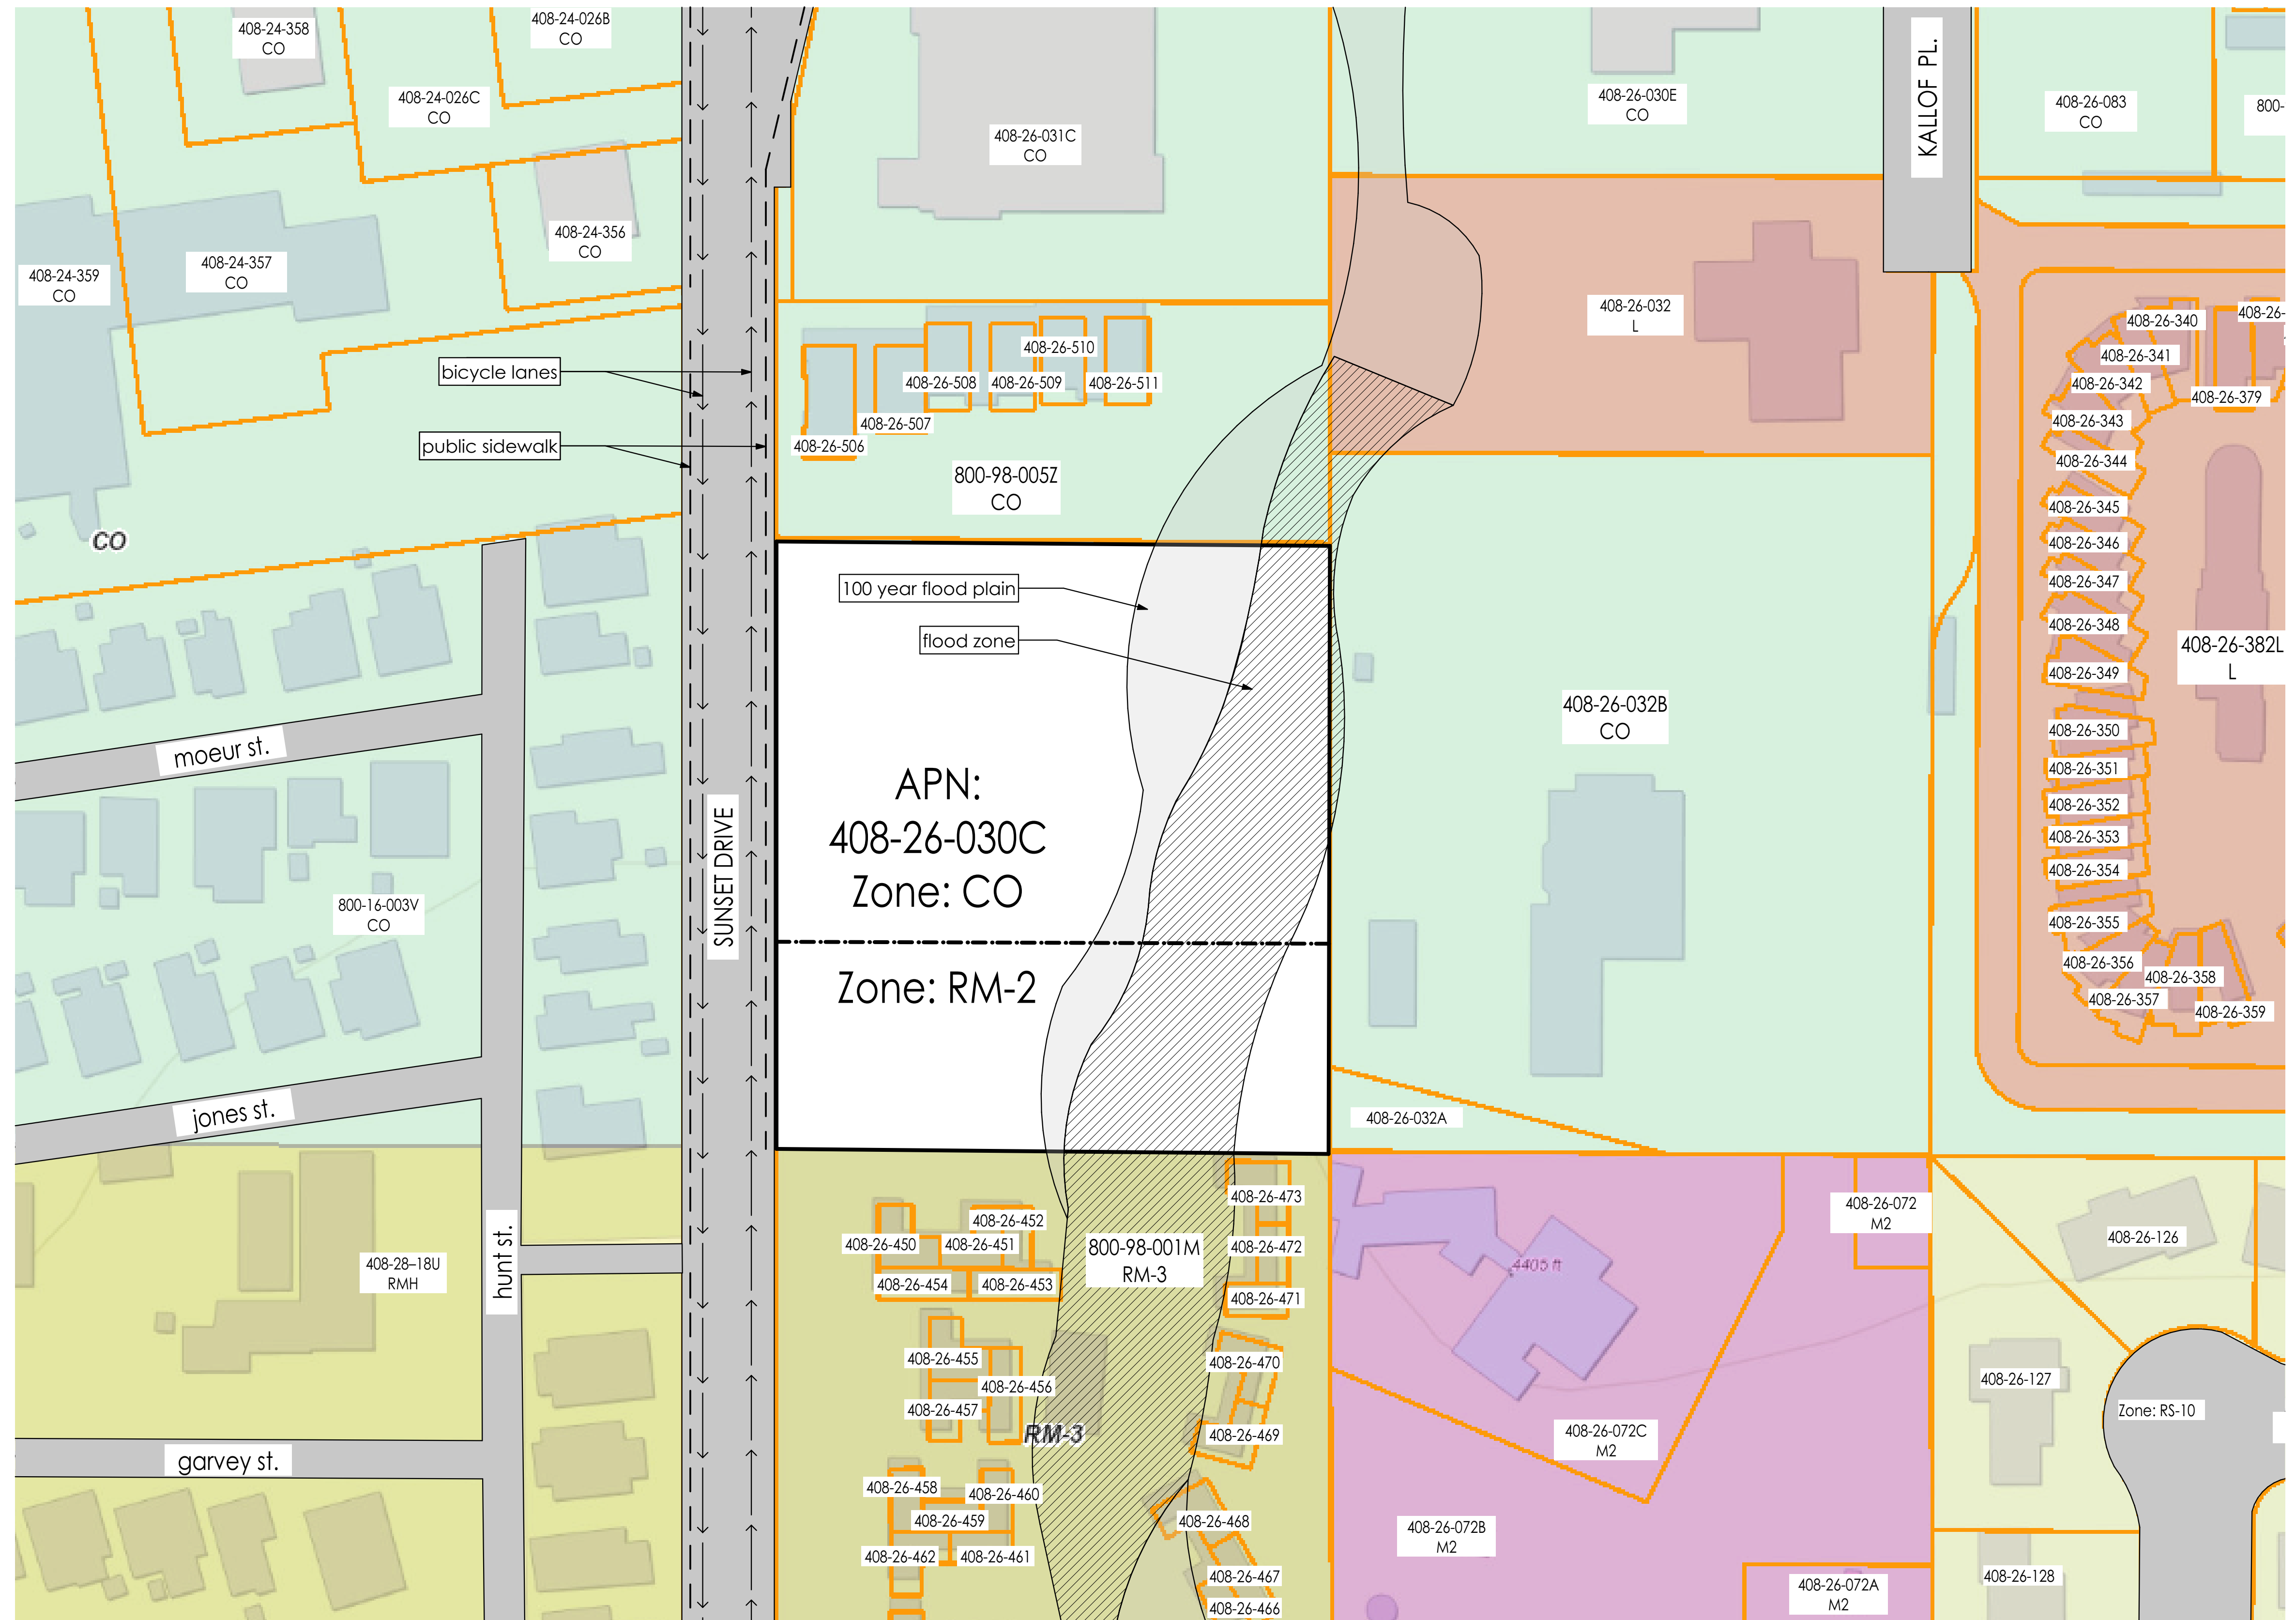 408-24-358
CO
408-24-026B
CO
408-24-026C
CO
408-24-356
CO
408-24-357
CO
408-24-359
CO
CO
408-26-031C
CO
408-26-030E
CO
KALLOF PL.
408-26-083
CO
800-
408-26-032
L
bicycle lanes
public sidewalk
408-26-506
408-26-507
408-26-508
408-26-509
408-26-510
408-26-511
800-98-005Z
CO
100 year flood plain
flood zone
APN:
408-26-030C
Zone: CO
Zone: RM-2
SUNSET DRIVE
moeur st.
jones st.
hunt st.
garvey st.
800-16-003V
CO
408-28-18U
RMH
408-26-032B
CO
408-26-032A
408-26-340
408-26-341
408-26-342
408-26-343
408-26-344
408-26-345
408-26-346
408-26-347
408-26-348
408-26-349
408-26-350
408-26-351
408-26-352
408-26-353
408-26-354
408-26-355
408-26-356
408-26-357
408-26-358
408-26-359
408-26-
408-26-379
408-26-382L
L
408-26-450
408-26-451
408-26-452
408-26-454
408-26-453
408-26-455
408-26-456
408-26-457
408-26-458
408-26-460
408-26-459
408-26-462
408-26-461
800-98-001M
RM-3
RM-3
408-26-473
408-26-472
408-26-471
408-26-470
408-26-469
408-26-468
408-26-467
408-26-466
4405 ft
408-26-072
M2
408-26-072C
M2
408-26-072B
M2
408-26-072A
M2
408-26-126
408-26-127
Zone: RS-10
408-26-128